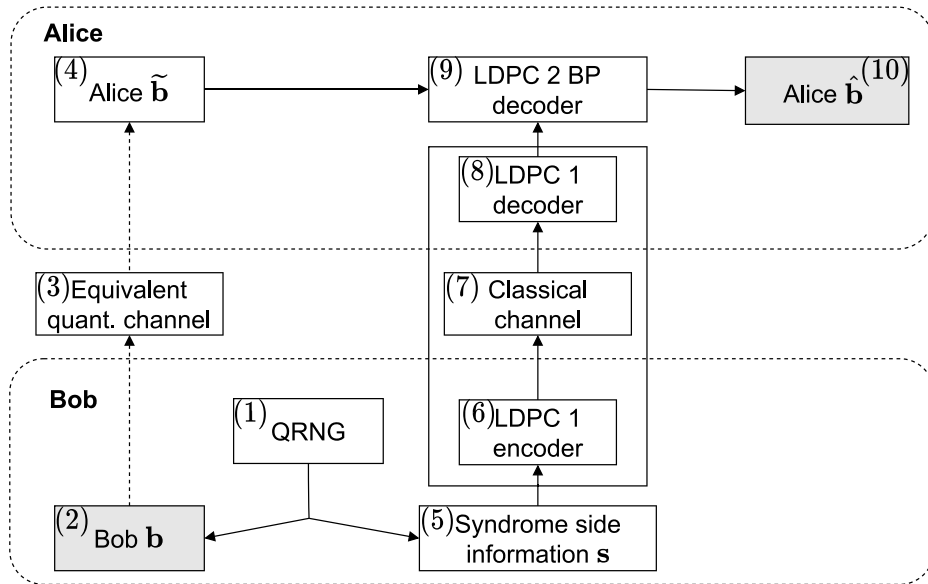 Alice
(4)
Alice b̃
(9)
LDPC 2 BP
decoder
(10)
Alice b̂
(8) LDPC 1
decoder
(3) Equivalent
quant. channel
(7) Classical
channel
Bob
(1)
QRNG
(6) LDPC 1
encoder
(2)
Bob b
(5) Syndrome side
information s